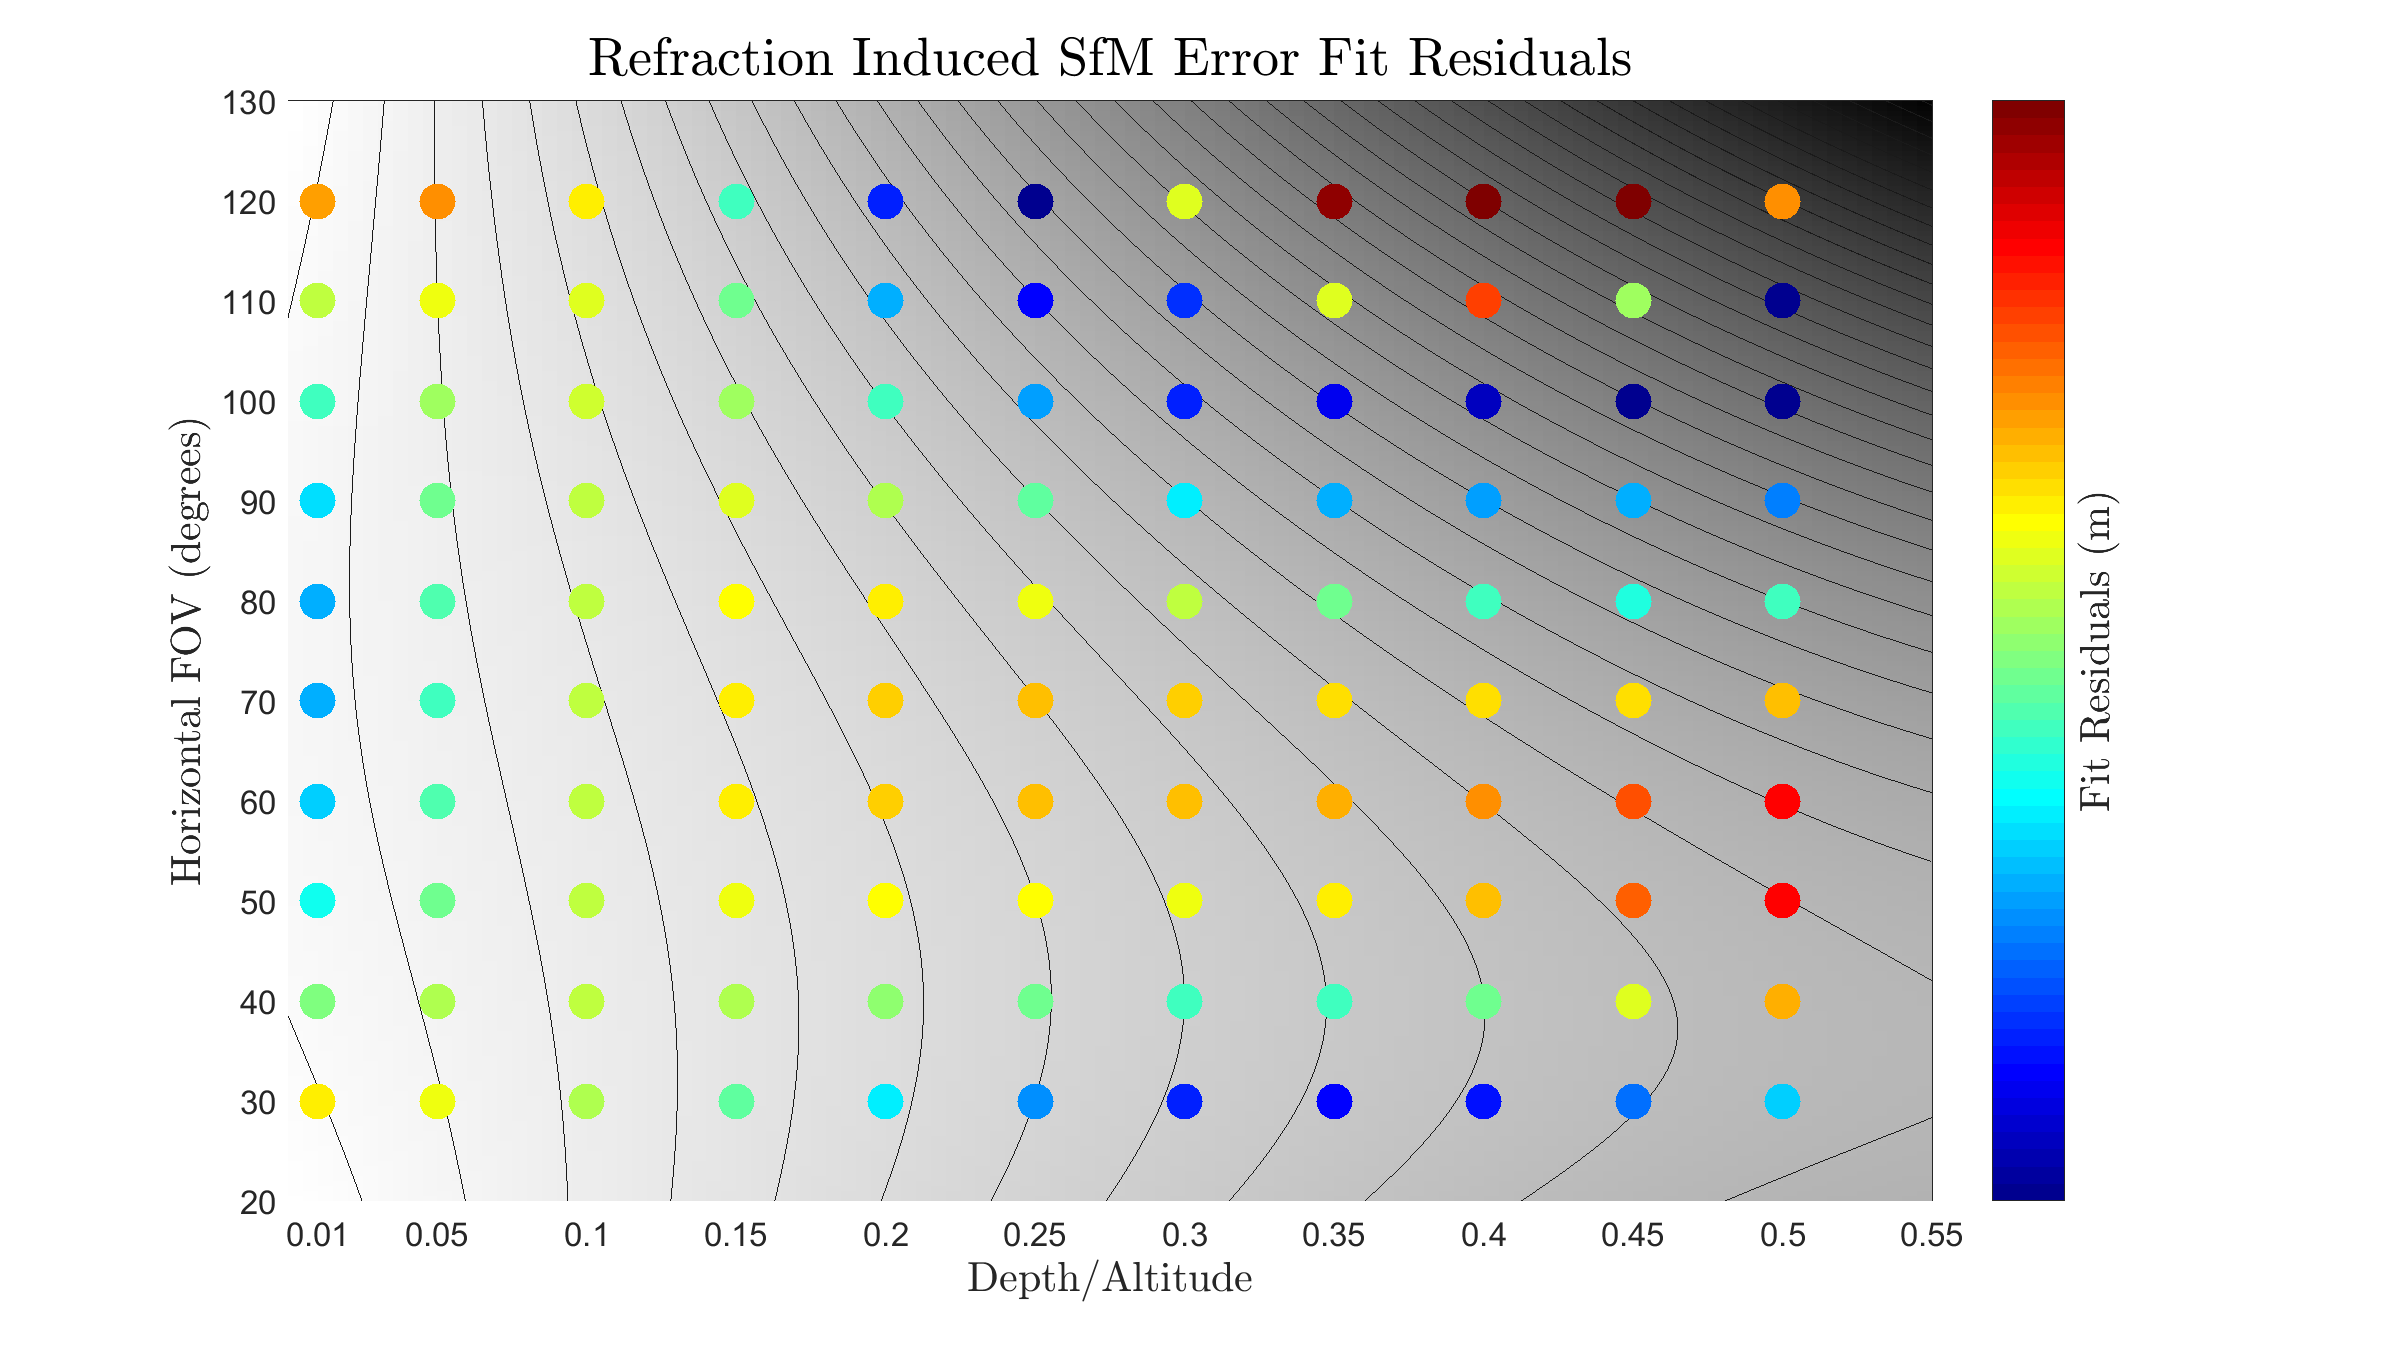 Refraction Induced SfM Error Fit Residuals
130
120
110
100
90
80
70
60
50
40
30
20
Horizontal FOV (degrees)
0.01 0.05 0.1 0.15 0.2 0.25 0.3 0.35 0.4 0.45 0.5 0.55
Depth/Altitude
Fit Residuals (m)